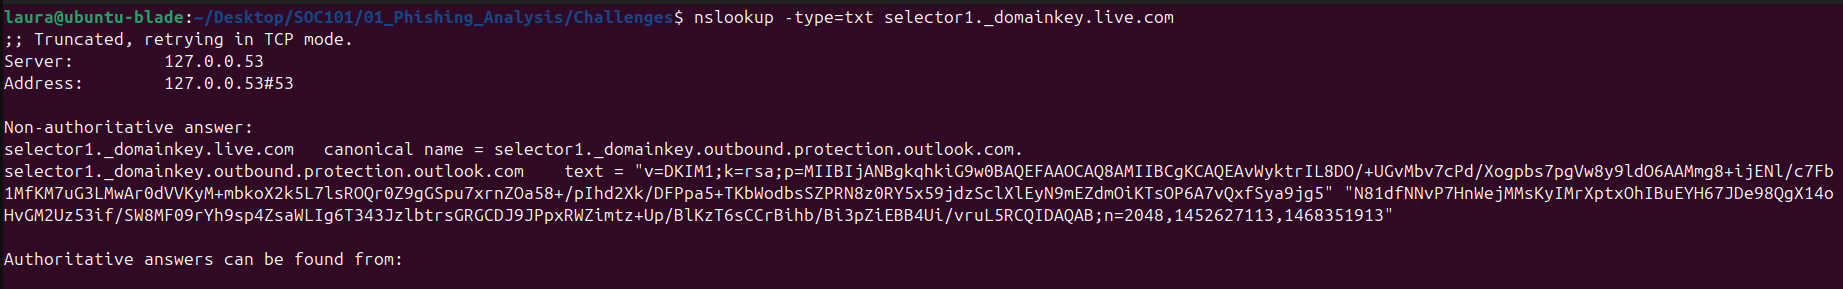 laura@ubuntu-blade:~/Desktop/SOC101/01_Phishing_Analysis/Challenges$ nslookup -type=txt selector1._domainkey.live.com
;; Truncated, retrying in TCP mode.
Server:         127.0.0.53
Address:        127.0.0.53#53

Non-authoritative answer:
selector1._domainkey.live.com   canonical name = selector1._domainkey.outbound.protection.outlook.com.
selector1._domainkey.outbound.protection.outlook.com    text = "v=DKIM1;k=rsa;p=MIIBIjANBgkqhkiG9w0BAQEFAAOCAQ8AMIIBCgKCAQEAvWyktrIL8DO/+UGvMbv7cPd/Xogpbs7pgVw8y9ldO6AAMmg8+ijENl/c7Fb
1MfKM7uG3LMwAr0dVVKyM+mbkoX2k5L7lsROQr0Z9gGSpu7xrnZOa58+/pIhd2Xk/DFPpa5+TKbWodbsSZPRN8z0RY5x59jdzSclXlEyN9mEZdmOiKTsOP6A7vQxfSya9jg5" "N81dfNNvP7HnWejMMsKyIMrXptxOhIBuEYH67JDe98QgX14o
HvGM2Uz53if/SW8MF09rYh9sp4ZsaWLIg6T343JzlbtrsGRGCDJ9JPpxRWZimtz+Up/BlKzT6sCCrBihb/Bi3pZiEBB4Ui/vruL5RCQIDAQAB;n=2048,1452627113,1468351913"

Authoritative answers can be found from: